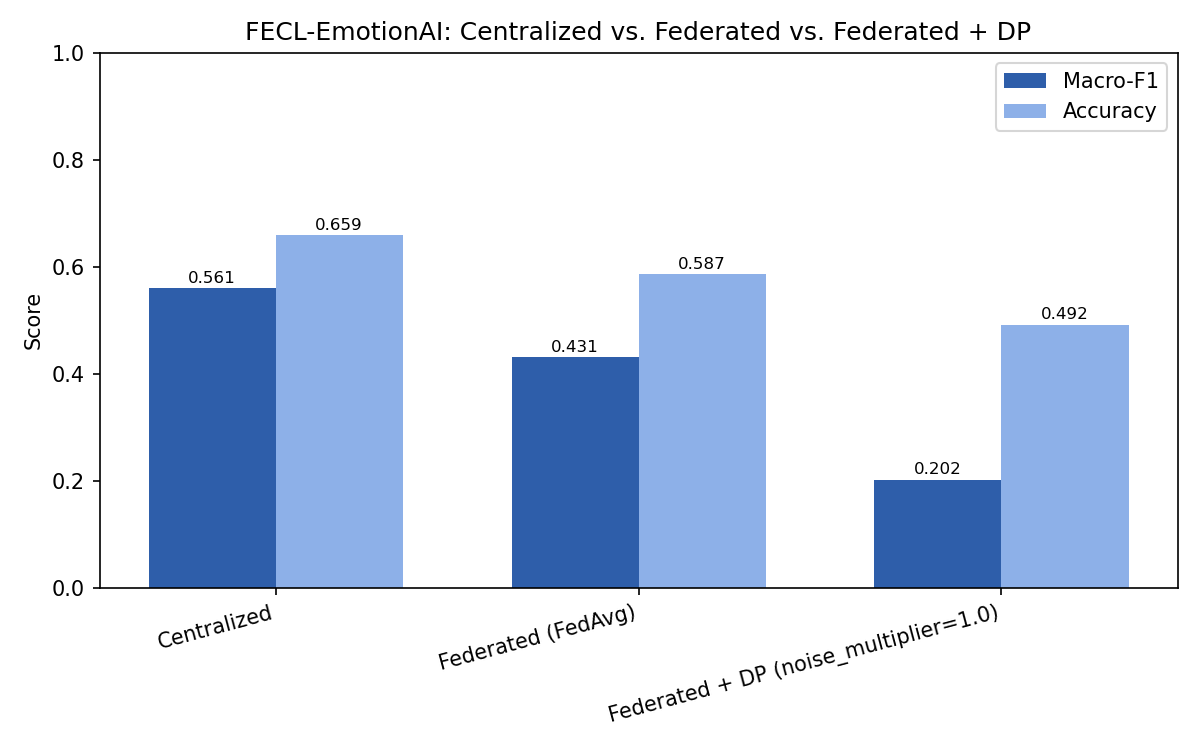 FECL-EmotionAI: Centralized vs. Federated vs. Federated + DP
1.0
0.8
0.6
0.4
0.2
0.0
Score
Macro-F1
Accuracy
0.561
0.659
0.431
0.587
0.202
0.492
Centralized
Federated (FedAvg)
Federated + DP (noise_multiplier=1.0)